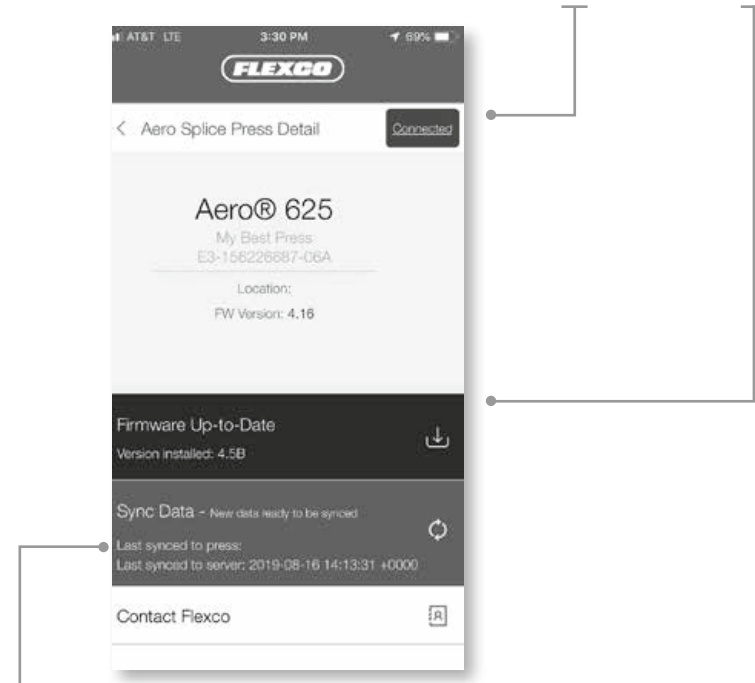 AT&T LTE 3:30 PM 69%
FLEXCO
Aero Splice Press Detail Connected
Aero® 625
My Best Press
E3-156226687-06A
Location:
FW Version: 4.16
Firmware Up-to-Date
Version installed: 4.5B
Sync Data - New data ready to be synced
Last synced to press:
Last synced to server: 2019-08-16 14:13:31 +0000
Contact Flexco